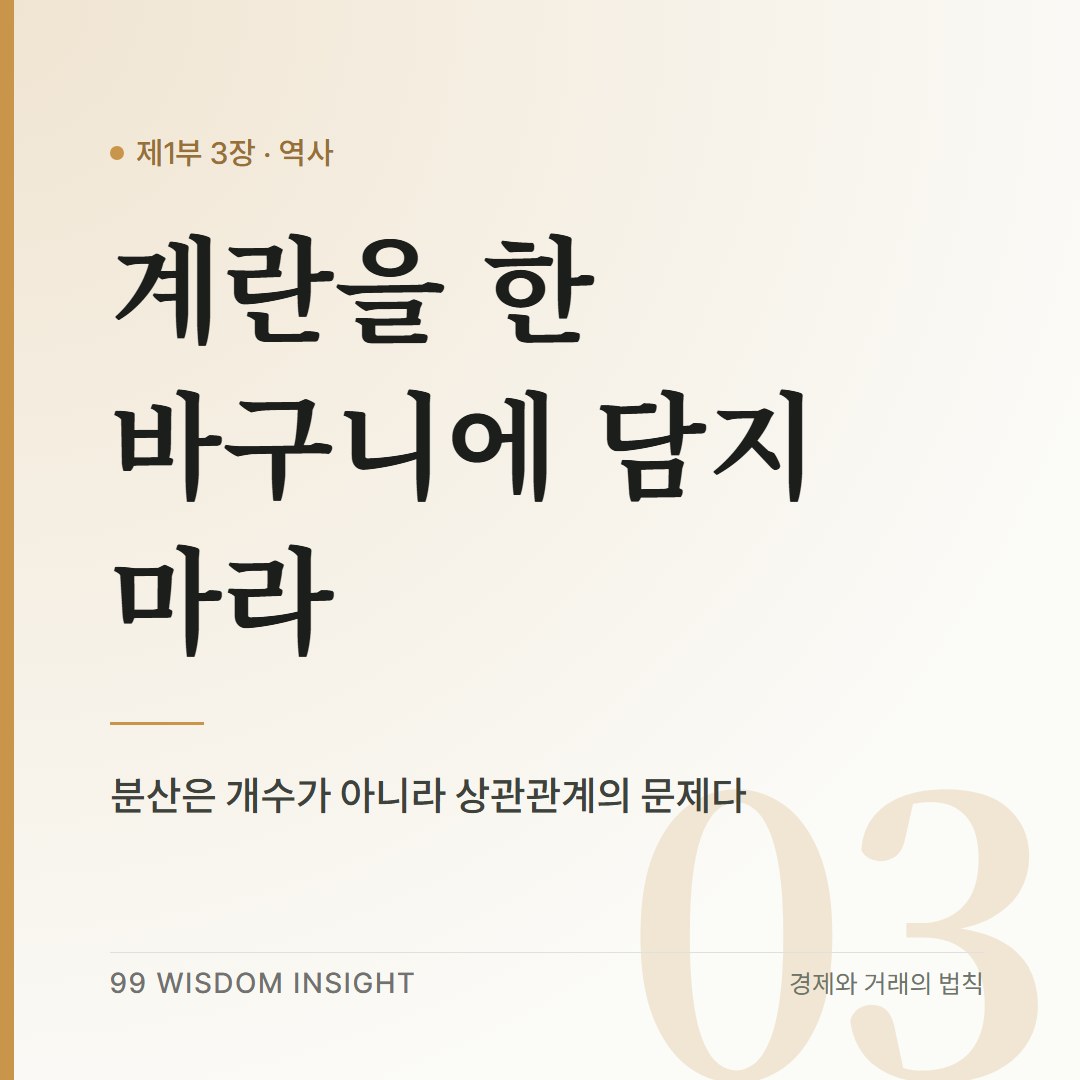 제1부 3장 · 역사
계란을 한
바구니에 담지
마라
분산은 개수가 아니라 상관관계의 문제다
03
99 WISDOM INSIGHT
경제와 거래의 법칙